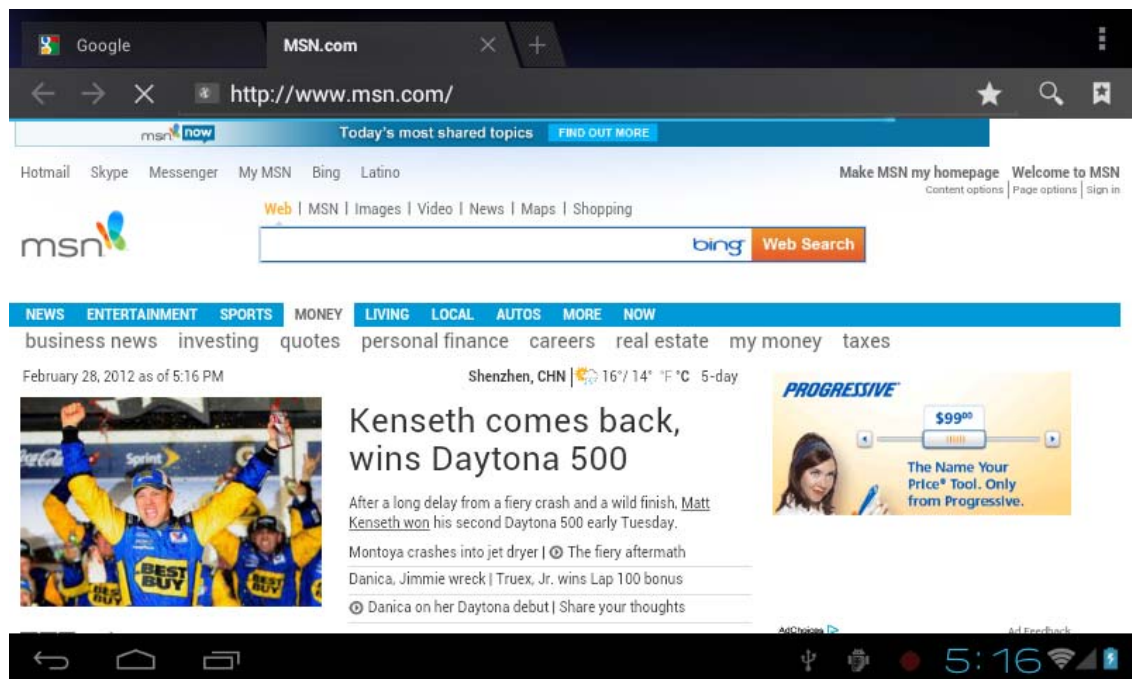 Google MSN.com
http://www.msn.com/
msn now Today's most shared topics FIND OUT MORE
Hotmail Skype Messenger My MSN Bing Latino Make MSN my homepage Welcome to MSN
Content options | Page options | Sign in
Web | MSN | Images | Video | News | Maps | Shopping
msn bing Web Search
NEWS ENTERTAINMENT SPORTS MONEY LIVING LOCAL AUTOS MORE NOW
business news investing quotes personal finance careers real estate my money taxes
February 28, 2012 as of 5:16 PM Shenzhen, CHN | 16°/ 14° °F °C 5-day
Kenseth comes back,
wins Daytona 500
After a long delay from a fiery crash and a wild finish, Matt
Kenseth won his second Daytona 500 early Tuesday.
Montoya crashes into jet dryer | The fiery aftermath
Danica, Jimmie wreck | Truex, Jr. wins Lap 100 bonus
Danica on her Daytona debut | Share your thoughts
Sprint
BEST
BUY
BEST
BUY
PROGRESSIVE
$9900
The Name Your
Price® Tool. Only
from Progressive.
AdChoices Ad Feedback
5:16